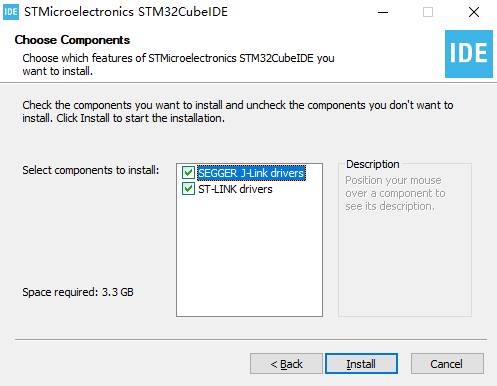 IDE STMicroelectronics STM32CubeIDE
Choose Components
Choose which features of STMicroelectronics STM32CubeIDE you
want to install.
IDE
Check the components you want to install and uncheck the components you don't want to
install. Click Install to start the installation.
Select components to install:
SEGGER J-Link drivers
ST-LINK drivers
Description
Position your mouse
over a component to
see its description.
Space required: 3.3 GB
< Back
Install
Cancel